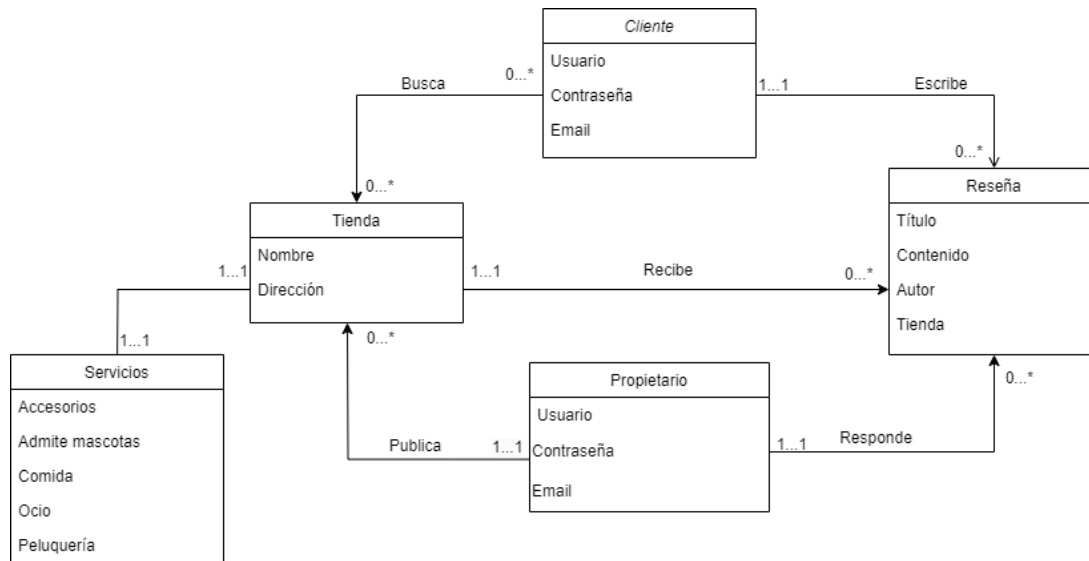 Cliente
Usuario
Contraseña
Email
Busca
0...*
1...1
Escribe
0...*
0...*
Tienda
Nombre
Dirección
Reseña
Título
Contenido
Autor
Tienda
1...1
1...1
Recibe
0...*
1...1
0...*
Servicios
Accesorios
Admite mascotas
Comida
Ocio
Peluquería
Propietario
Usuario
Contraseña
Email
Publica
1...1
1...1
Responde
0...*